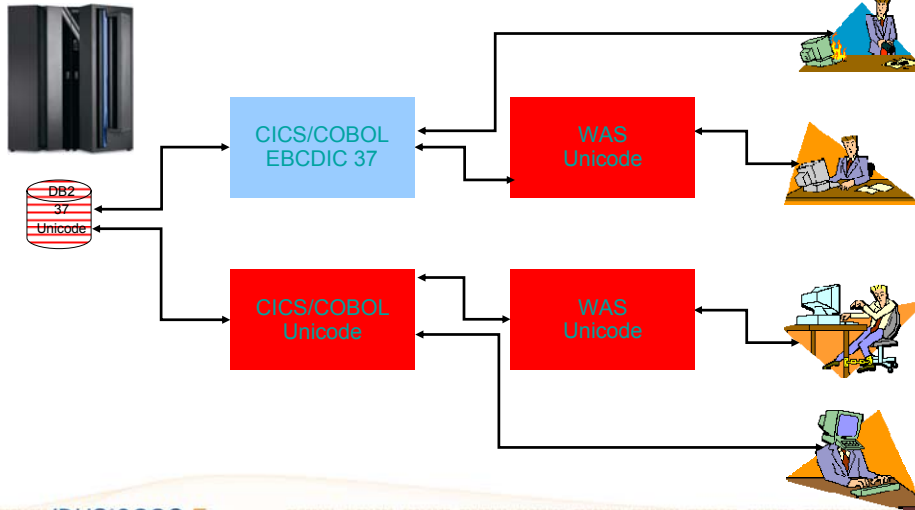 CICS/COBOL
EBCDIC 37
WAS
Unicode
DB2
37
Unicode
CICS/COBOL
Unicode
WAS
Unicode